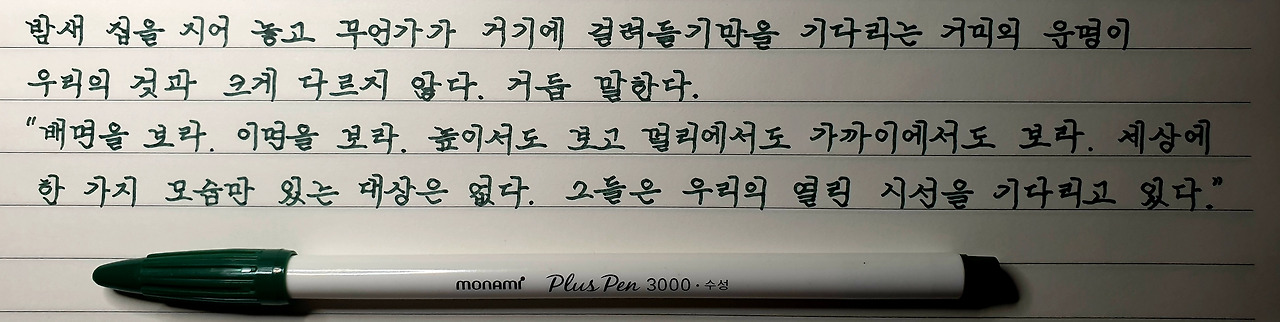 밤새 집을 지어 놓고 무언가가 거기에 걸려들기만을 기다리는 거미의 운명이
우리의 것과 크게 다르지 않다. 거듭 말한다.
"배면을 보라. 이면을 보라. 높이서도 보고 멀리에서도 가까이에서도 보라. 세상에
한 가지 모습만 있는 대상은 없다. 그들은 우리의 열린 시선을 기다리고 있다."
monami Plus Pen 3000 · 수성